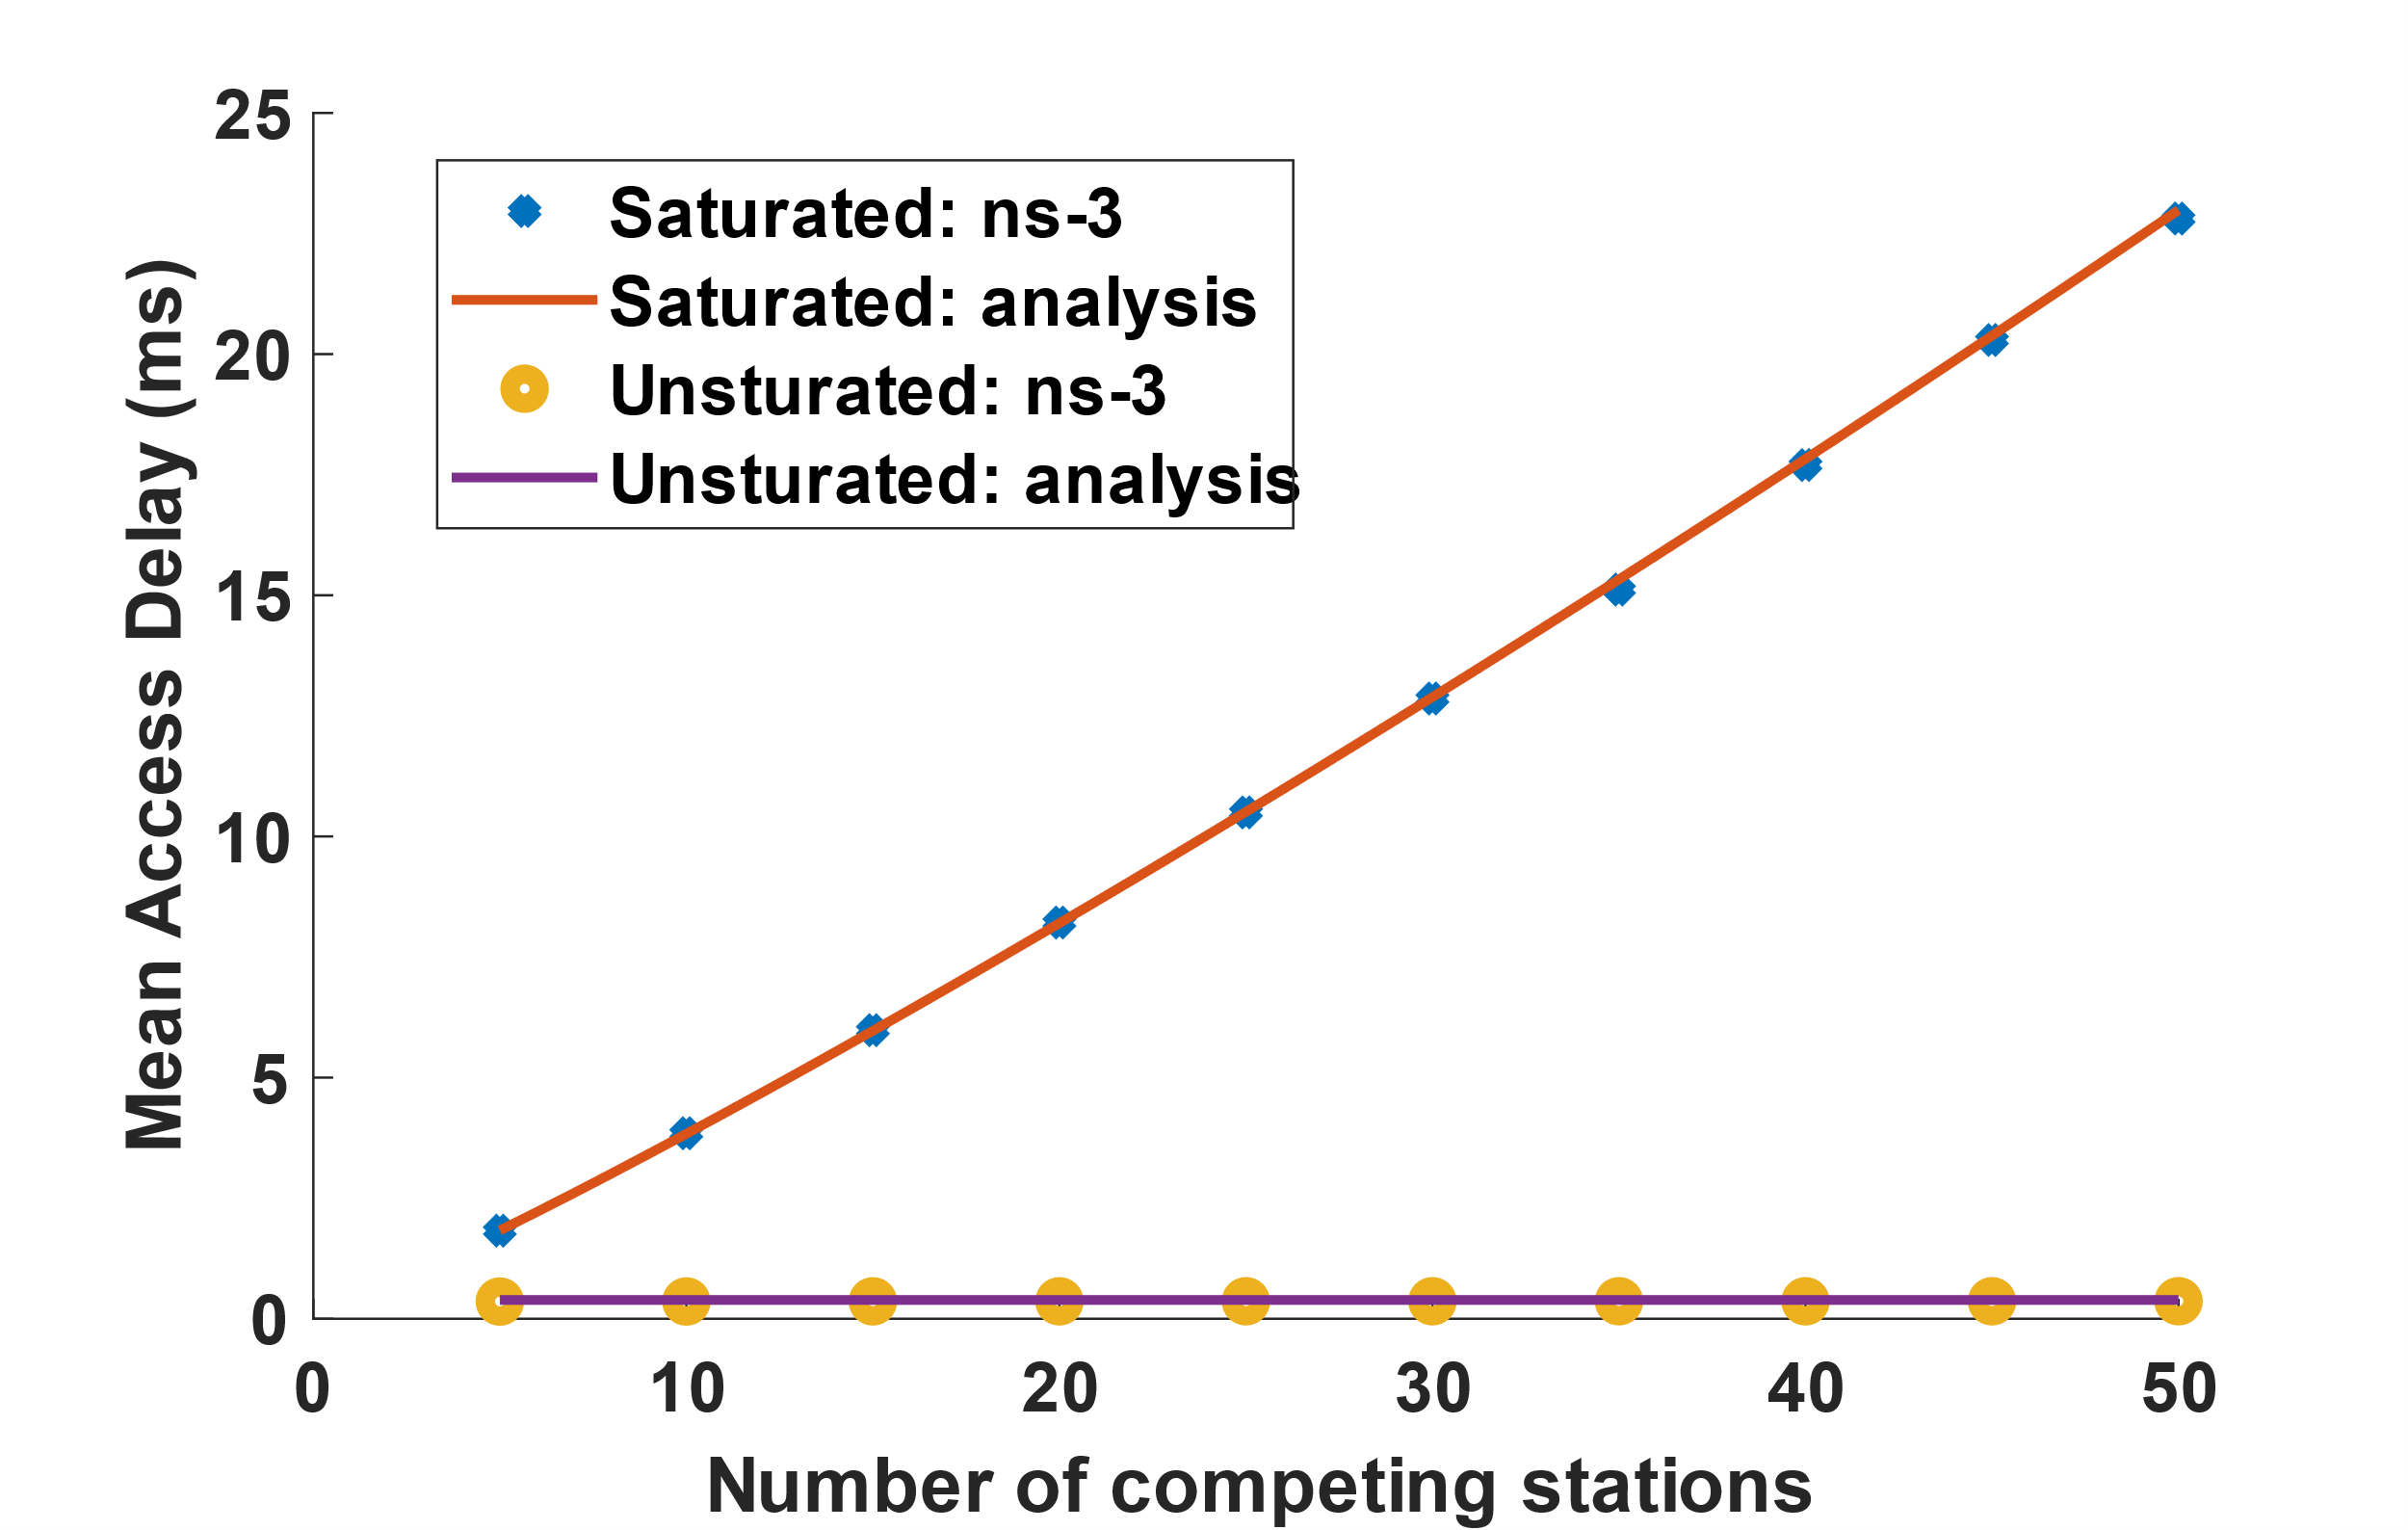 25
20
15
10
5
0
Mean Access Delay (ms)
Saturated: ns-3
Saturated: analysis
Unsturated: ns-3
Unsturated: analysis
0 10 20 30 40 50
Number of competing stations